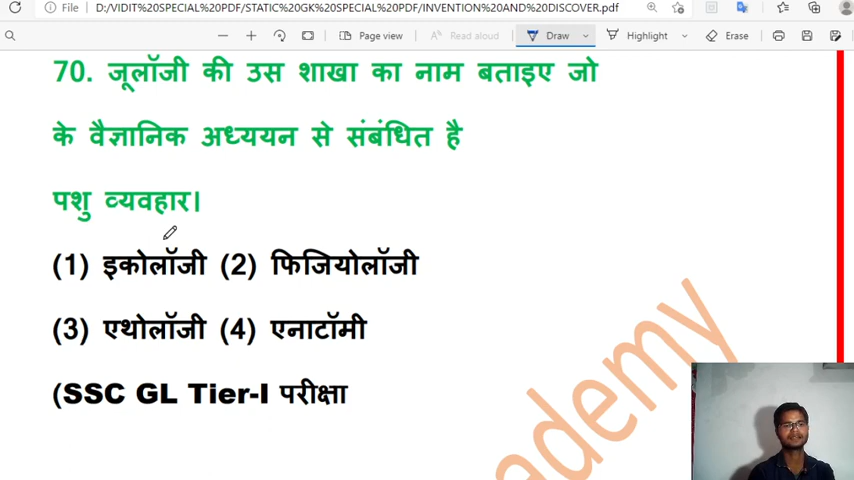 File D:/VIDIT%20SPECIAL%20PDF/STATIC%20GK%20SPECIAL%20PDF/INVENTION%20AND%20DISCOVER.pdf
Page view Read aloud Draw Highlight Erase
70. जूलॉजी की उस शाखा का नाम बताइए जो
के वैज्ञानिक अध्ययन से संबंधित है
पशु व्यवहार।
(1) इकोलॉजी (2) फिजियोलॉजी
(3) एथोलॉजी (4) एनाटॉमी
(SSC GL Tier-I परीक्षा
ademy